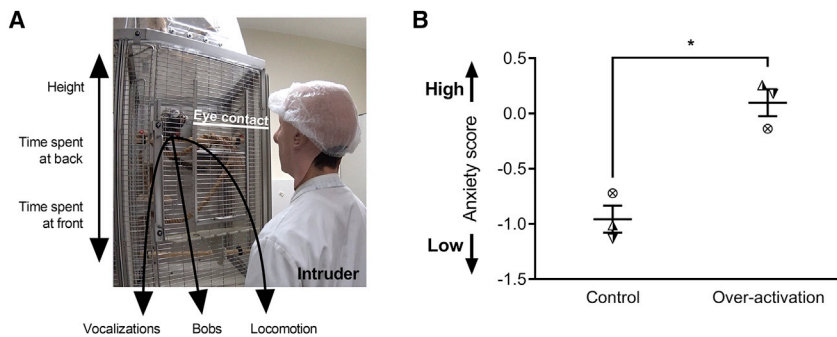 A
Height
Time spent
at back
Time spent
at front
Eye contact
Intruder
Vocalizations Bobs Locomotion
B
*
High
Low
Anxiety score
0.5
0.0
-0.5
-1.0
-1.5
Control Over-activation